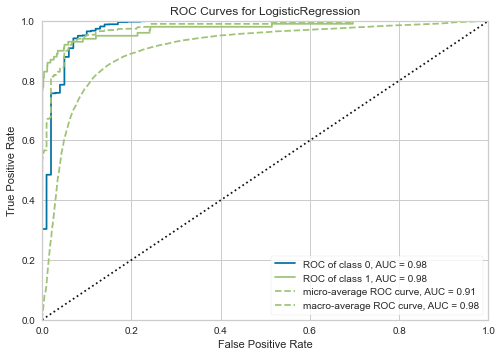 ROC Curves for LogisticRegression
1.0
0.8
0.6
0.4
0.2
0.0
True Positive Rate
ROC of class 0, AUC = 0.98
ROC of class 1, AUC = 0.98
micro-average ROC curve, AUC = 0.91
macro-average ROC curve, AUC = 0.98
0.0 0.2 0.4 0.6 0.8 1.0
False Positive Rate